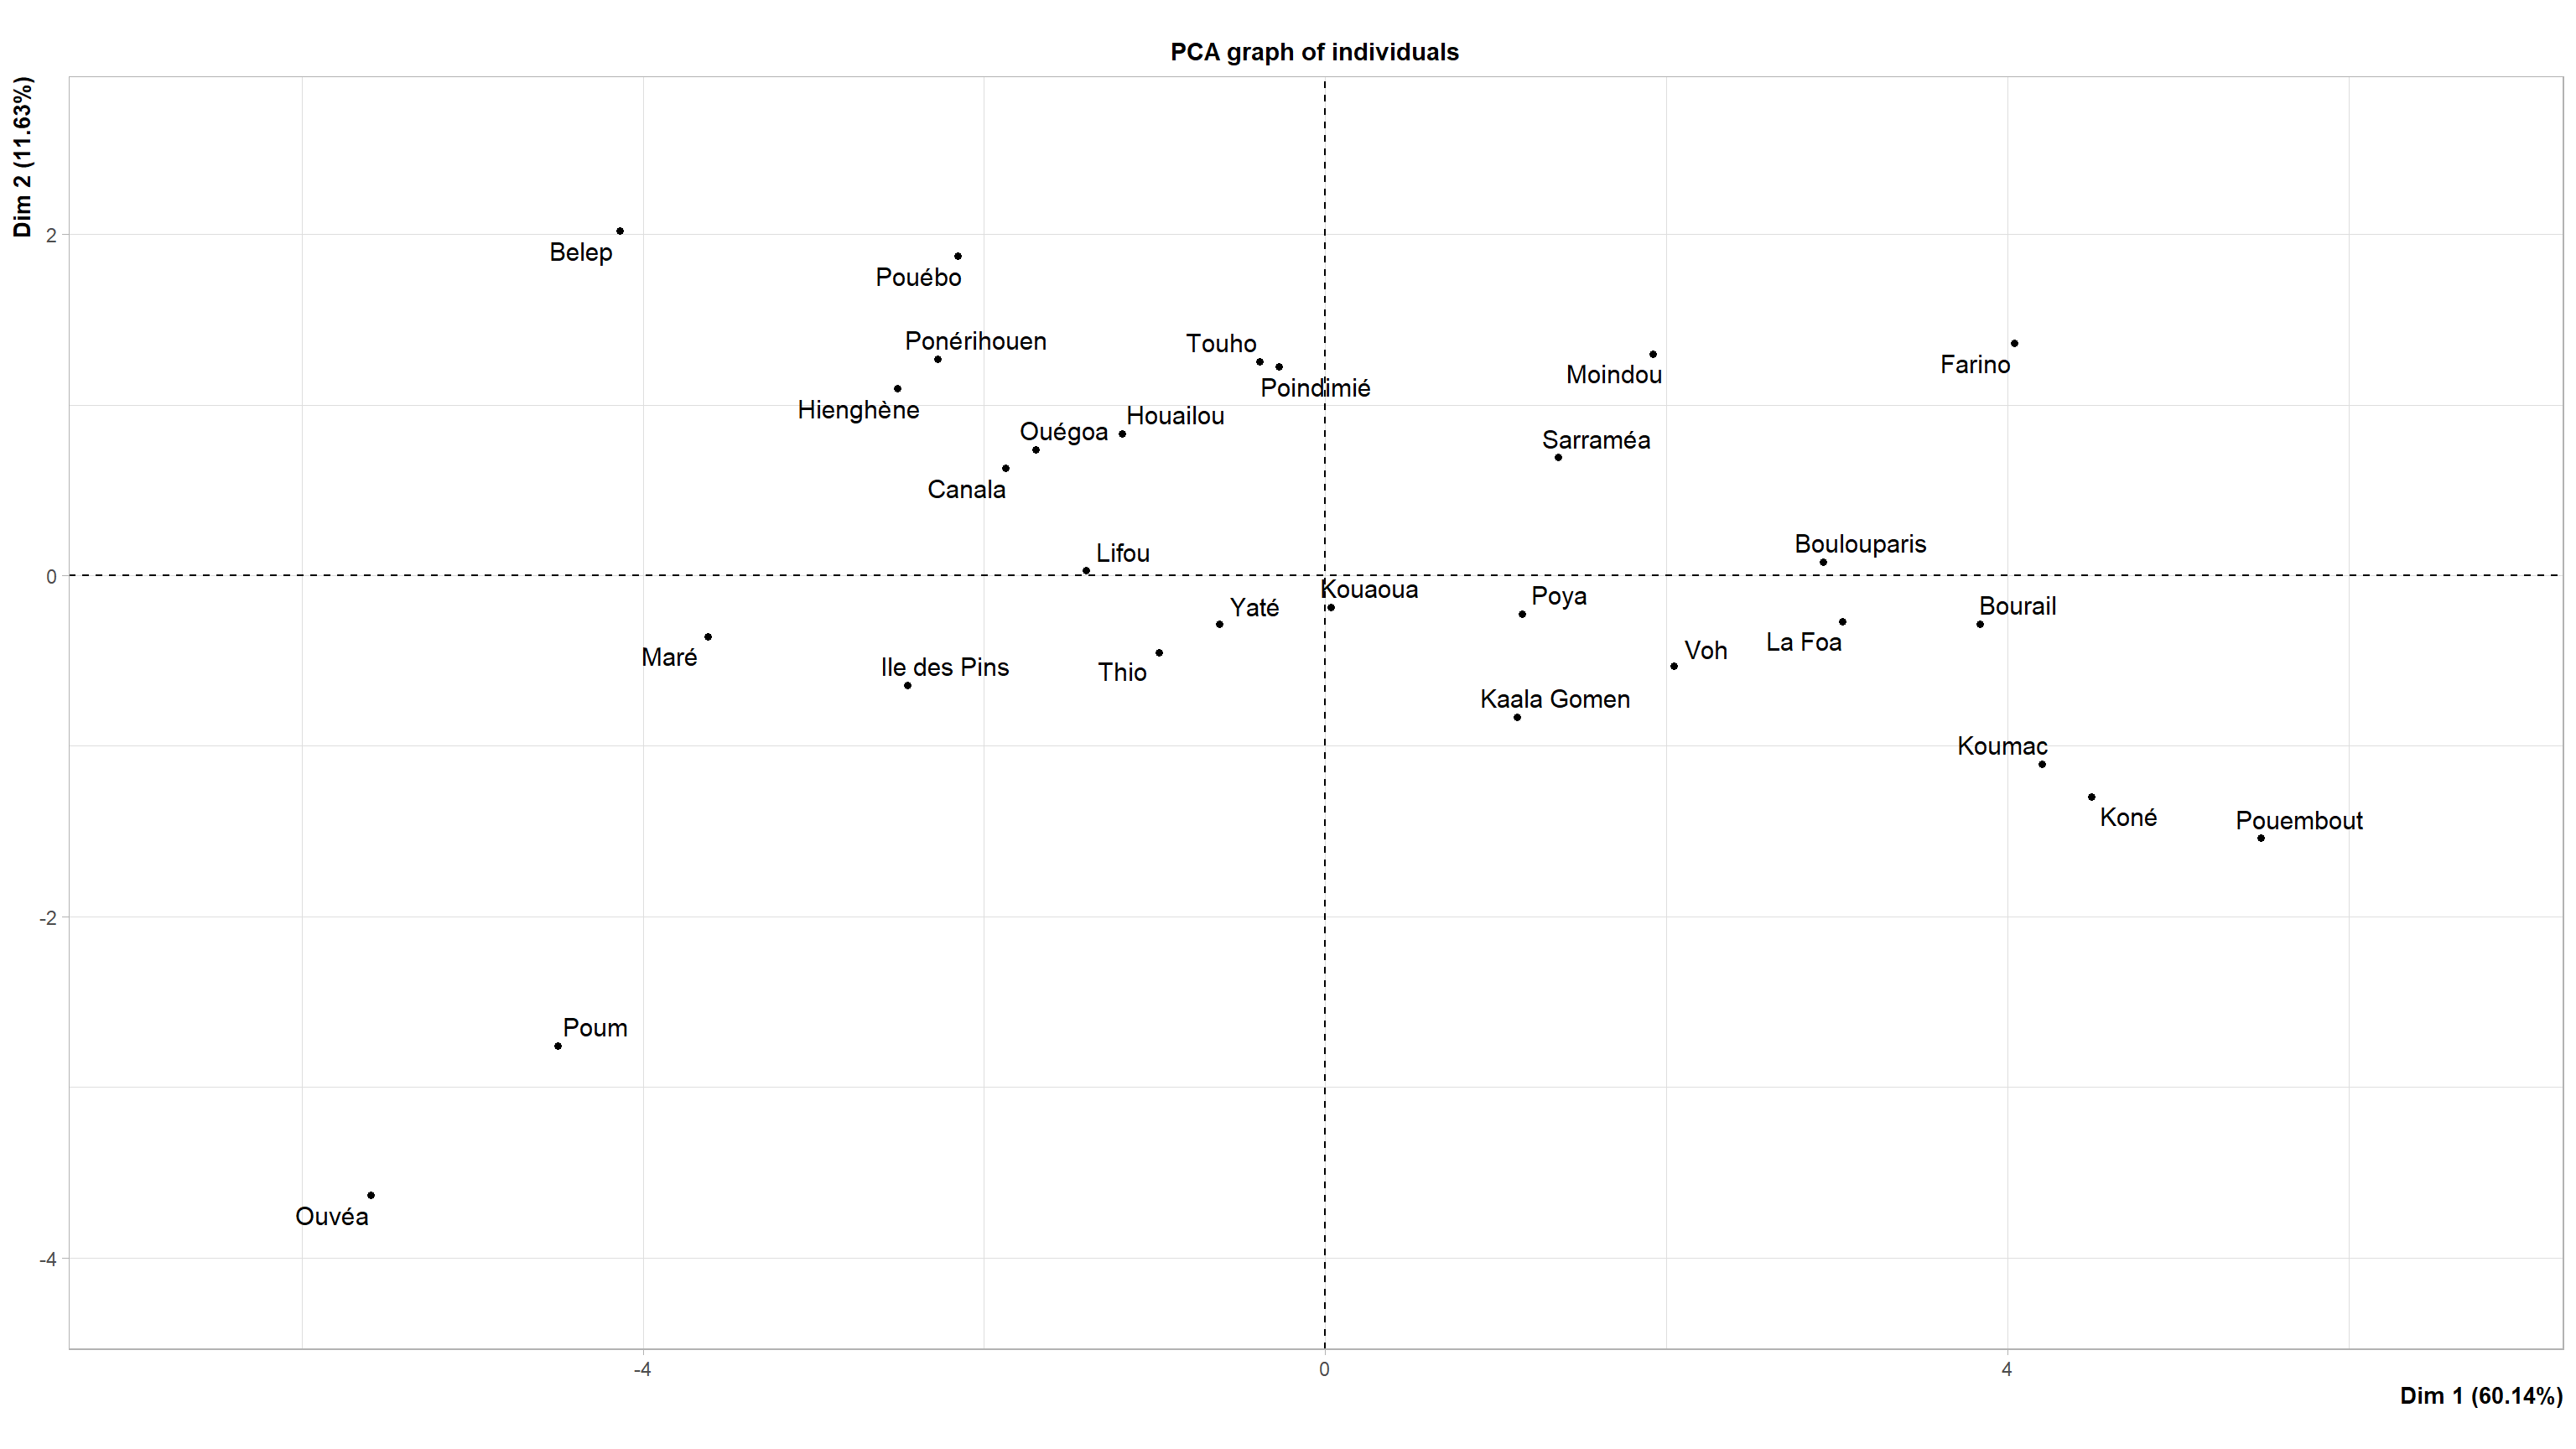 PCA graph of individuals
Dim 2 (11.63%)
2
0
-2
-4
Belep
Pouébo
Ponérihouen
Touho
Moindou
Farino
Hienghène
Poindimié
Ouégoa
Houailou
Sarraméa
Canala
Lifou
Boulouparis
Kouaoua
Poya
Yaté
Bourail
Maré
Ile des Pins
Thio
Voh
La Foa
Kaala Gomen
Koumac
Koné
Pouembout
Poum
Ouvéa
-4
0
4
Dim 1 (60.14%)